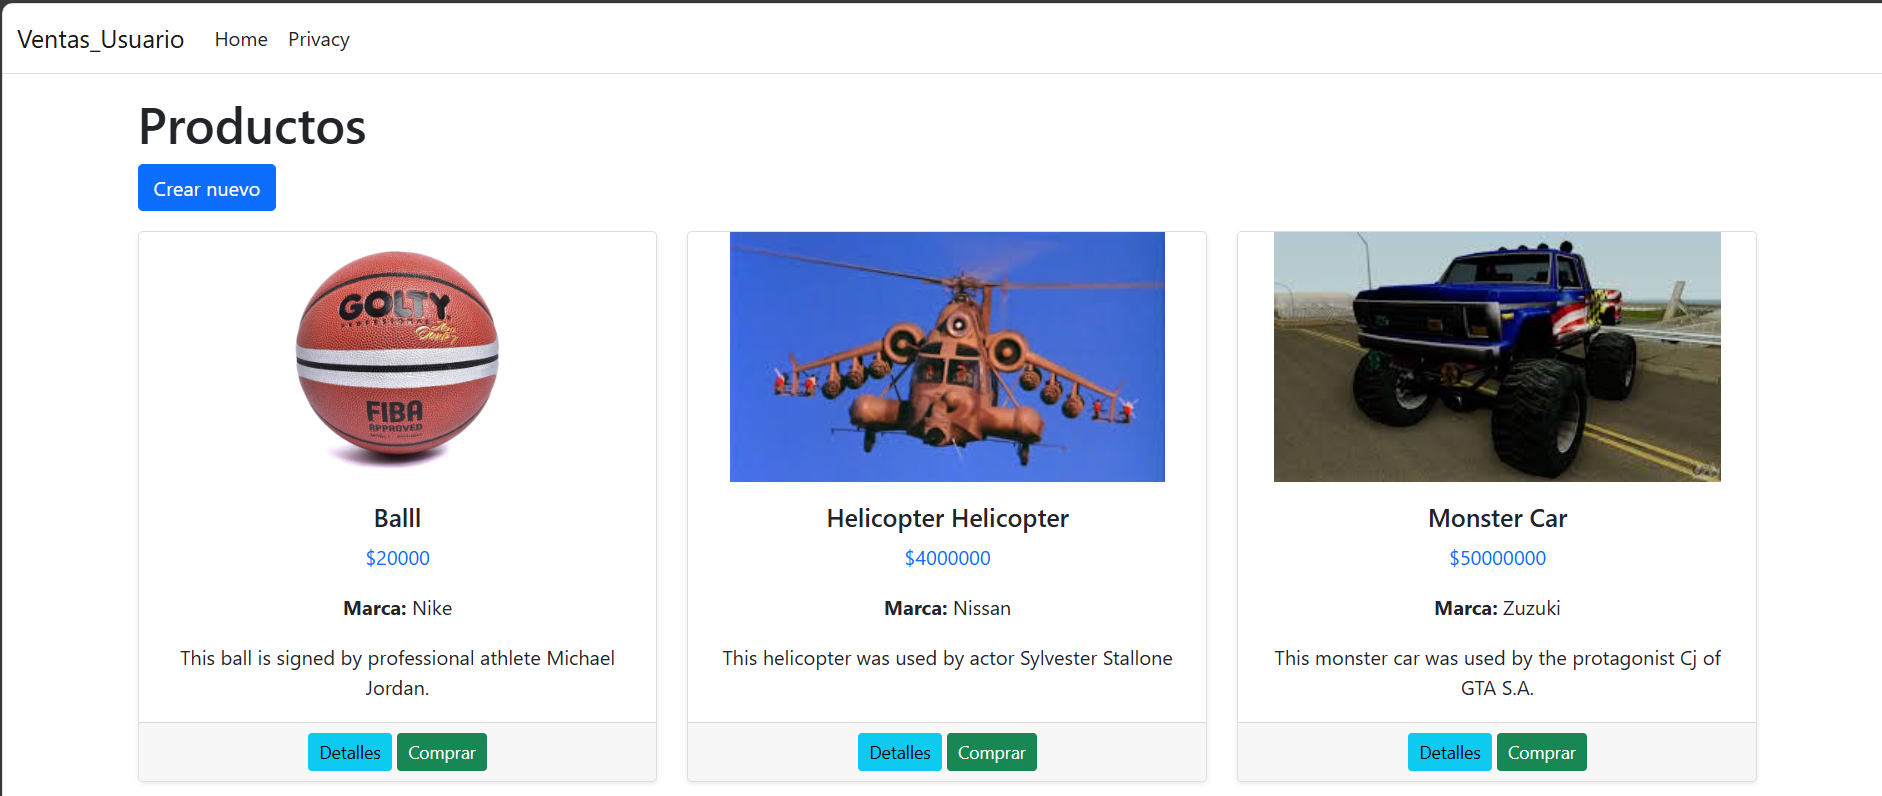 Ventas_Usuario Home Privacy
Productos
Crear nuevo
GOLTY
PROFESSIONAL
FIBA
APPROVED
Balll
$20000
Marca: Nike
This ball is signed by professional athlete Michael
Jordan.
Detalles Comprar
Helicopter Helicopter
$4000000
Marca: Nissan
This helicopter was used by actor Sylvester Stallone
Detalles Comprar
Monster Car
$50000000
Marca: Zuzuki
This monster car was used by the protagonist Cj of
GTA S.A.
Detalles Comprar